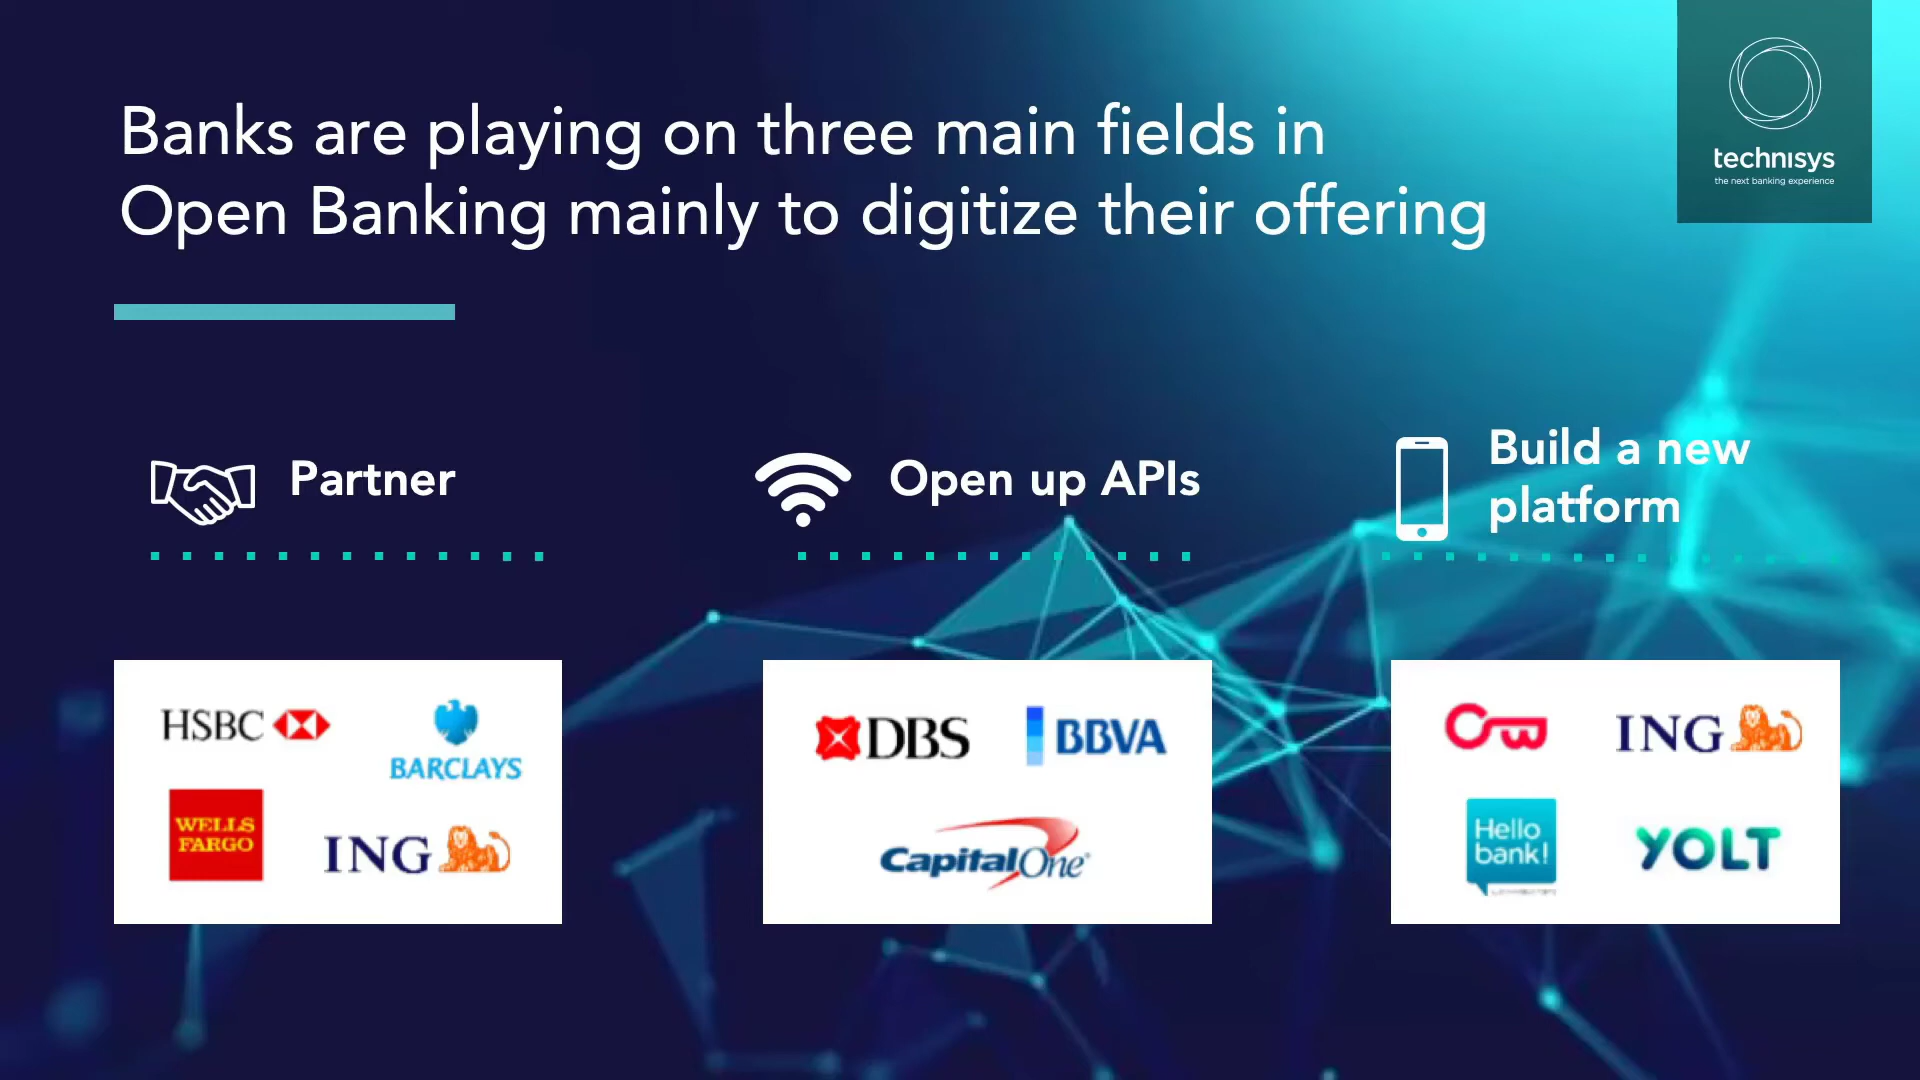 Banks are playing on three main fields in
Open Banking mainly to digitize their offering
technısys
the next banking experience
Partner
Open up APIs
Build a new
platform
HSBC
BARCLAYS
WELLS
FARGO
ING
DBS
BBVA
CapitalOne
ING
Hello
bank!
YOLT